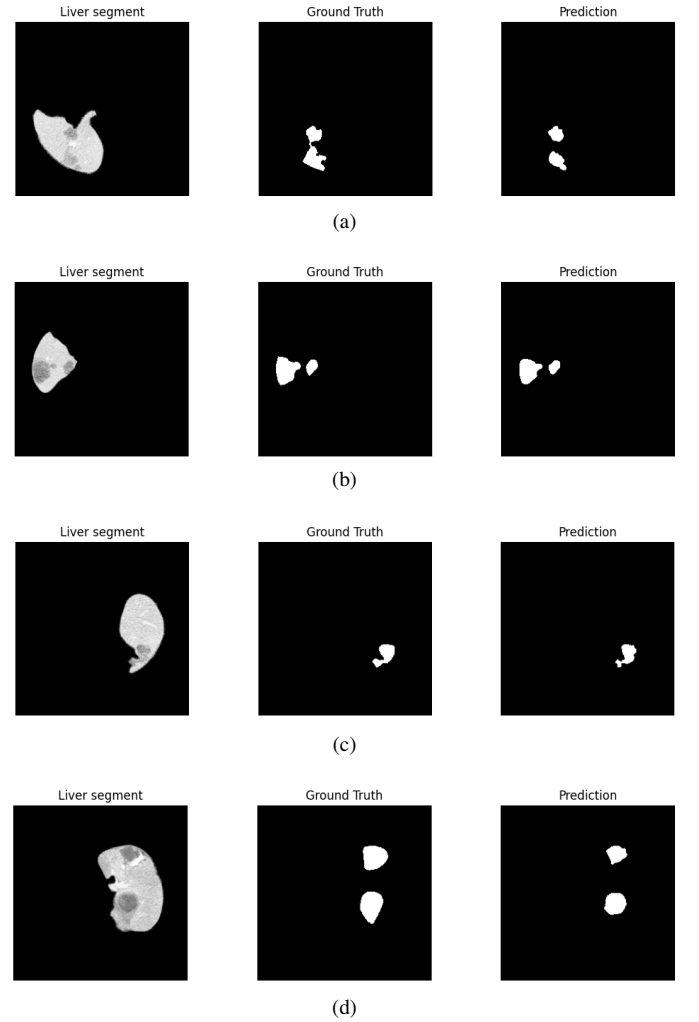 Liver segment Ground Truth Prediction
(a)
Liver segment Ground Truth Prediction
(b)
Liver segment Ground Truth Prediction
(c)
Liver segment Ground Truth Prediction
(d)